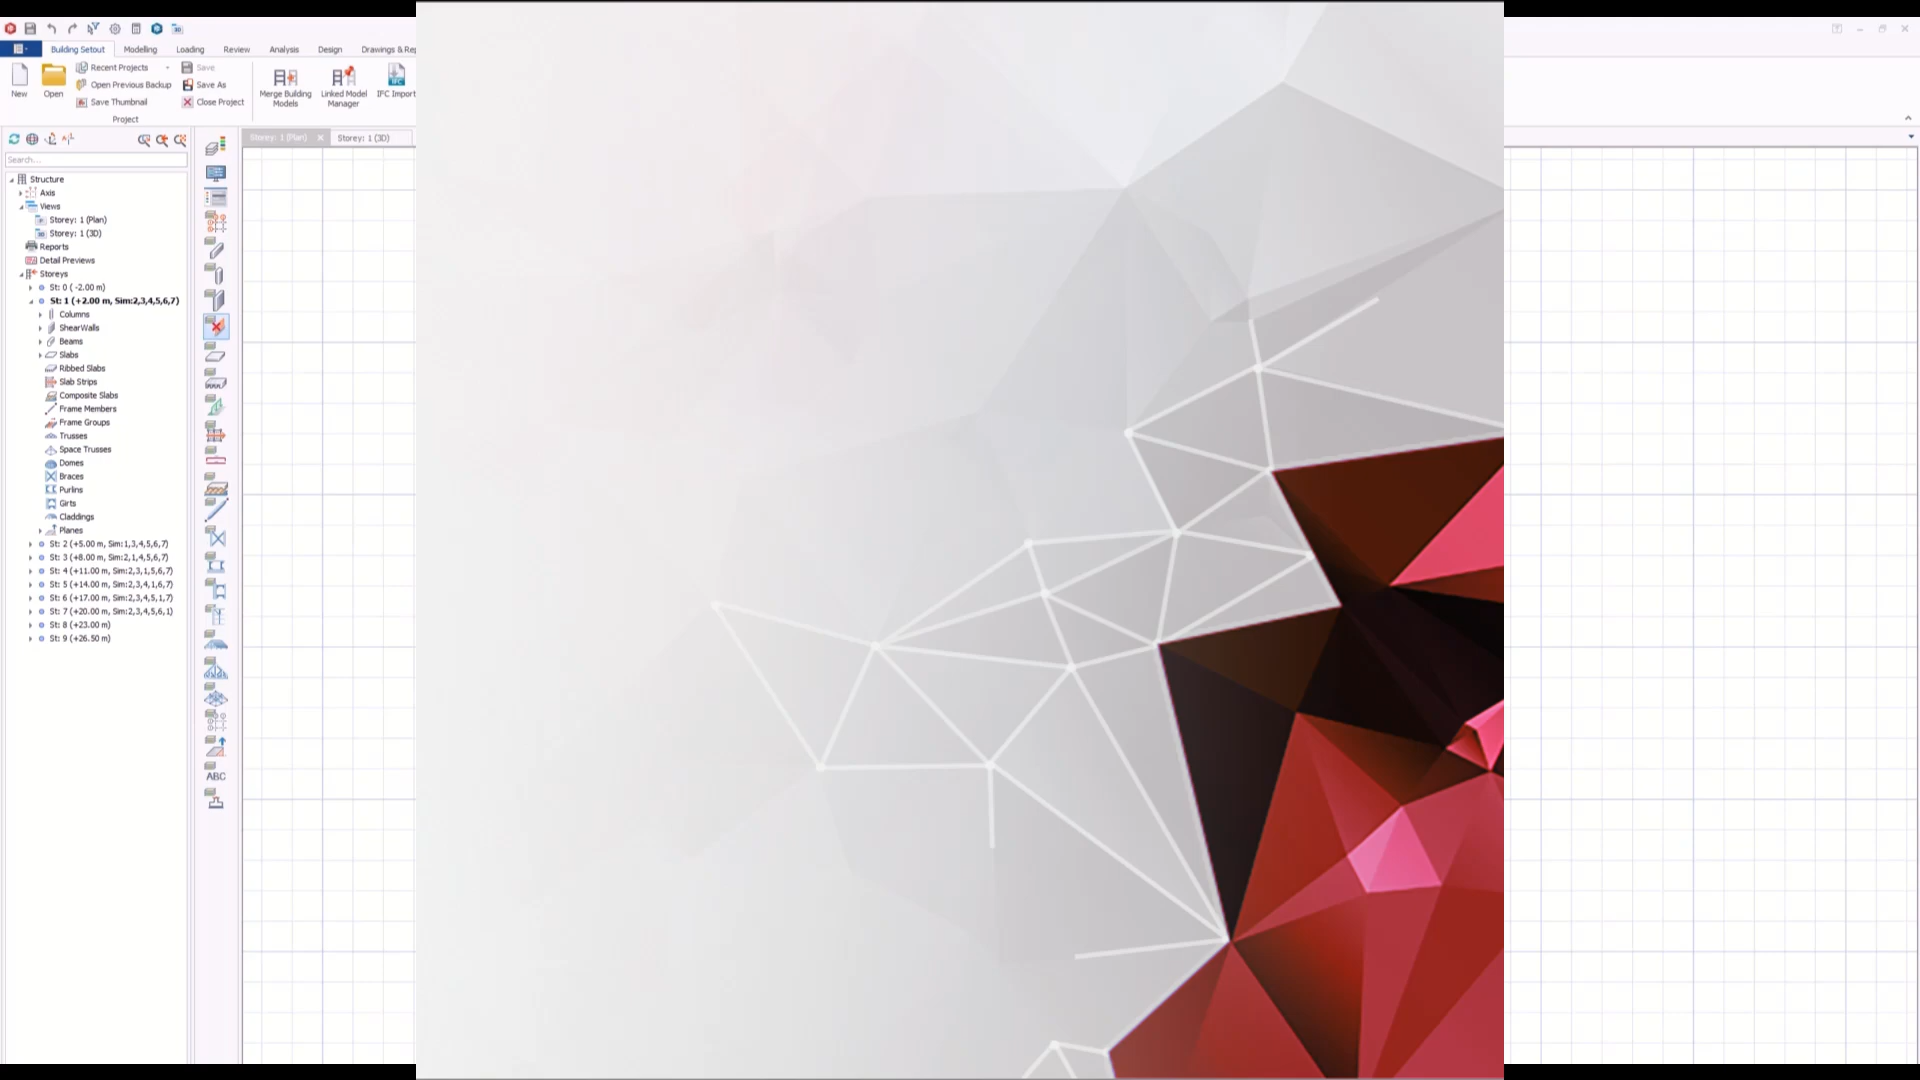 Building Setout Modelling Loading Review Analysis Design Drawings & Rep
New Open Recent Projects Save
Open Previous Backup Save As
Save Thumbnail Close Project
Merge Building Models Linked Model Manager IFC Import
Project
Storey: 1 (Plan) Storey: 1 (3D)
Search...
Structure
Axis
Views
Storey: 1 (Plan)
Storey: 1 (3D)
Reports
Detail Previews
Storeys
St: 0 ( -2.00 m)
St: 1 (+2.00 m, Sim:2,3,4,5,6,7)
Columns
ShearWalls
Beams
Slabs
Ribbed Slabs
Slab Strips
Composite Slabs
Frame Members
Frame Groups
Trusses
Space Trusses
Domes
Braces
Purlins
Girts
Claddings
Planes
St: 2 (+5.00 m, Sim:1,3,4,5,6,7)
St: 3 (+8.00 m, Sim:2,1,4,5,6,7)
St: 4 (+11.00 m, Sim:2,3,1,5,6,7)
St: 5 (+14.00 m, Sim:2,3,4,1,6,7)
St: 6 (+17.00 m, Sim:2,3,4,5,1,7)
St: 7 (+20.00 m, Sim:2,3,4,5,6,1)
St: 8 (+23.00 m)
St: 9 (+26.50 m)
ABC